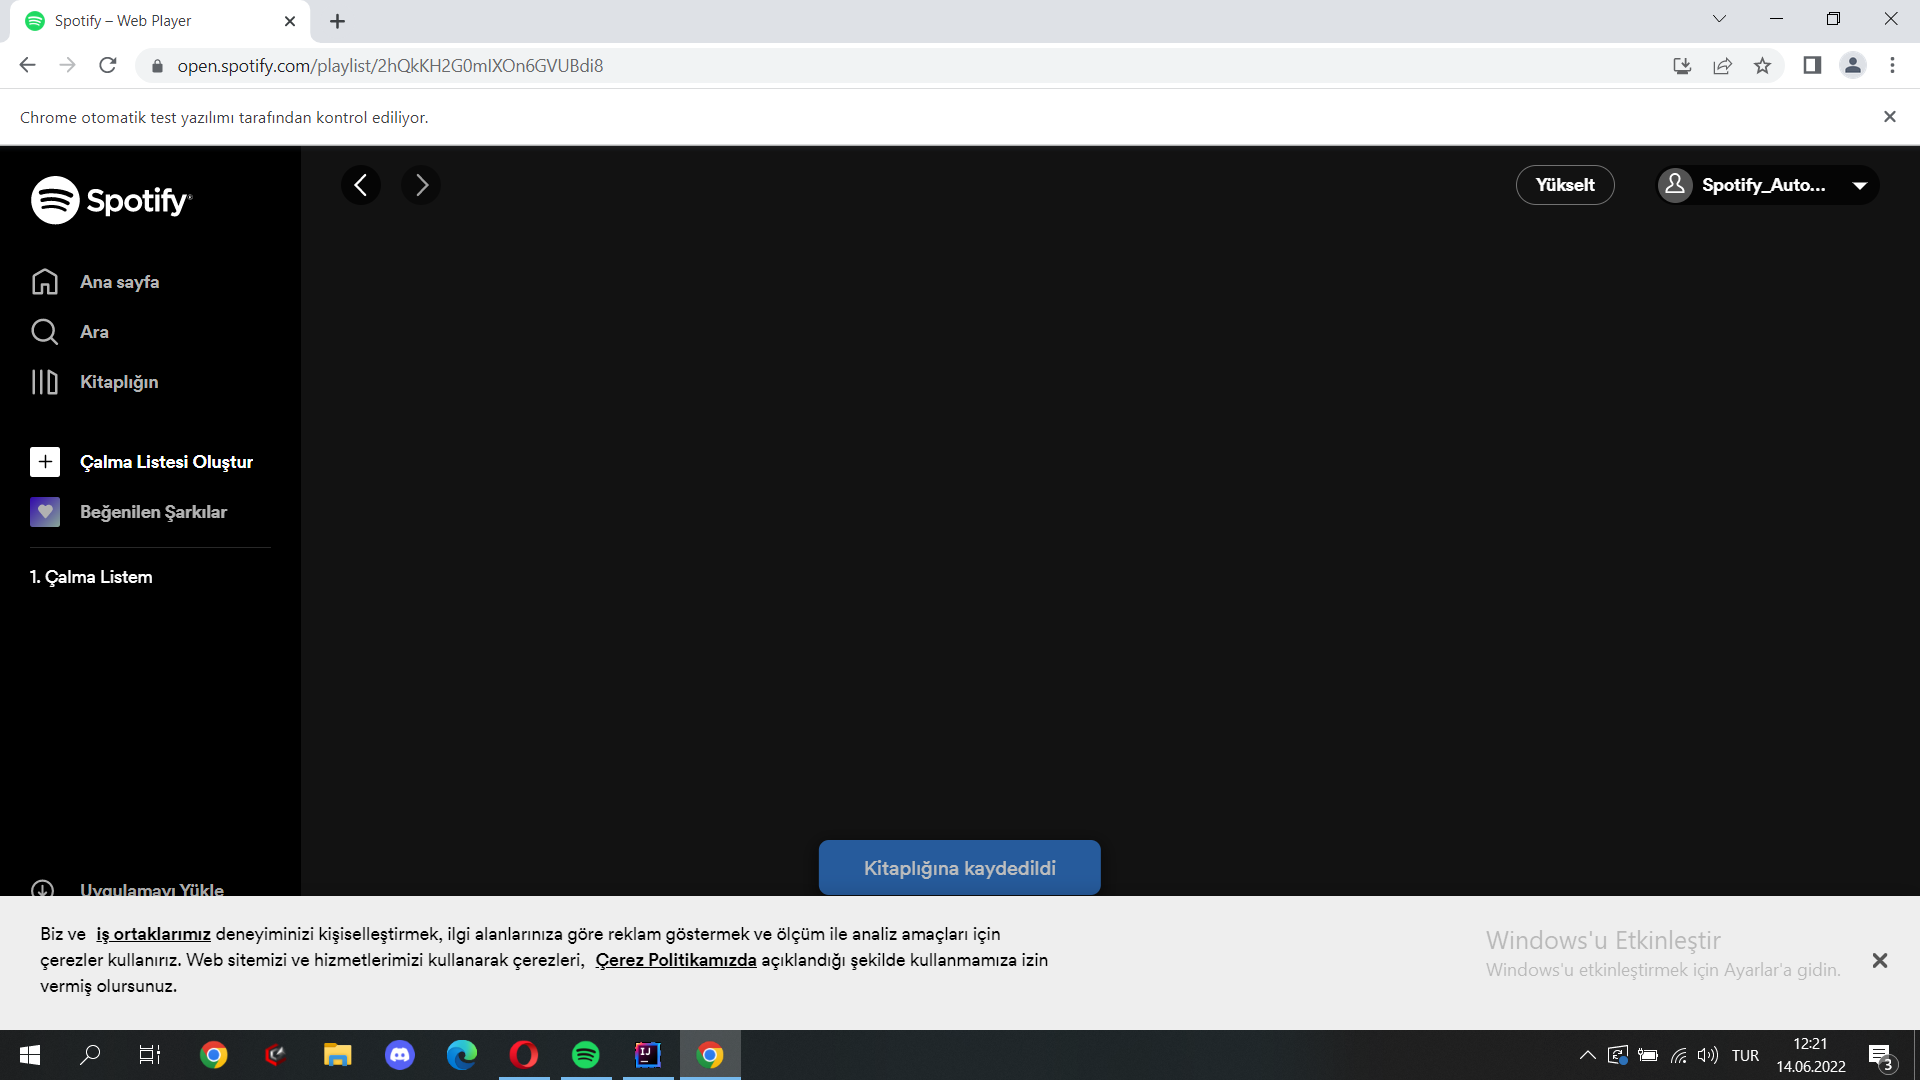 Spotify – Web Player
open.spotify.com/playlist/2hQkKH2G0mIXOn6GVUBdi8
Chrome otomatik test yazılımı tarafından kontrol ediliyor.
Spotify
Yükselt
Spotify_Auto...
Ana sayfa
Ara
Kitaplığın
Çalma Listesi Oluştur
Beğenilen Şarkılar
1. Çalma Listem
Kitaplığına kaydedildi
Uygulamayı Yükle
Biz ve iş ortaklarımız deneyiminizi kişiselleştirmek, ilgi alanlarınıza göre reklam göstermek ve ölçüm ile analiz amaçları için
çerezler kullanırız. Web sitemizi ve hizmetlerimizi kullanarak çerezleri, Çerez Politikamızda açıklandığı şekilde kullanmamıza izin
vermiş olursunuz.
Windows'u Etkinleştir
Windows'u etkinleştirmek için Ayarlar'a gidin.
IJ
TUR
12:21
14.06.2022
3